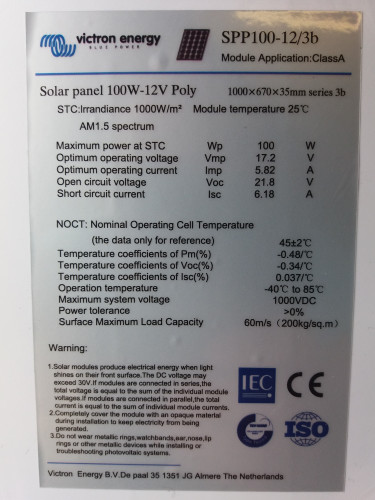 victron energy
BLUE POWER
SPP100-12/3b
Module Application:ClassA
Solar panel 100W-12V Poly 1000×670×35mm series 3b
STC:Irrandiance 1000W/m² Module temperature 25℃
AM1.5 spectrum
Maximum power at STC Wp 100 W
Optimum operating voltage Vmp 17.2 V
Optimum operating current Imp 5.82 A
Open circuit voltage Voc 21.8 V
Short circuit current Isc 6.18 A
NOCT: Nominal Operating Cell Temperature
(the data only for reference) 45±2℃
Temperature coefficients of Pm(%) -0.48/℃
Temperature coefficients of Voc(%) -0.34/℃
Temperature coefficients of Isc(%) 0.037/℃
Operation temperature -40℃ to 85℃
Maximum system voltage 1000VDC
Power tolerance >0%
Surface Maximum Load Capacity 60m/s (200kg/sq.m)
Warning:
1.Solar modules produce electrical energy when light
shines on their front surface.The DC voltage may
exceed 30V.If modules are connected in series,the
total voltage is equal to the sum of the individual module
voltages.If modules are connected in parallel,the total
current is equal to the sum of individual module currents.
2.Completely cover the module with an opaque material
during installation to keep electricity from being
generated.
3.Do not wear metallic rings,watchbands,ear,nose,lip
rings or other metallic devices while installing or
troubleshooting photovoltaic systems.
IEC
CE
ISO
Victron Energy B.V.De paal 35 1351 JG Almere The Netherlands